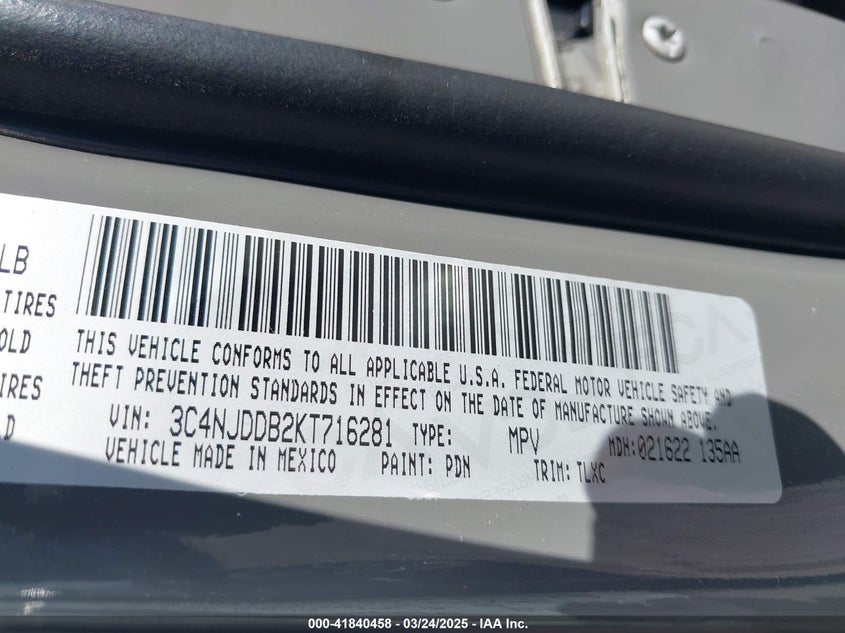 LB
TIRES
OLD
IRES
D
THIS VEHICLE CONFORMS TO ALL APPLICABLE U.S.A. FEDERAL MOTOR VEHICLE SAFETY AND
THEFT PREVENTION STANDARDS IN EFFECT ON THE DATE OF MANUFACTURE SHOWN ABOVE.
VIN: 3C4NJDDB2KT716281 TYPE: MPV MDH:021622 135AA
VEHICLE MADE IN MEXICO PAINT: PDN TRIM: TLXC
000-41840458 - 03/24/2025 - IAA Inc.